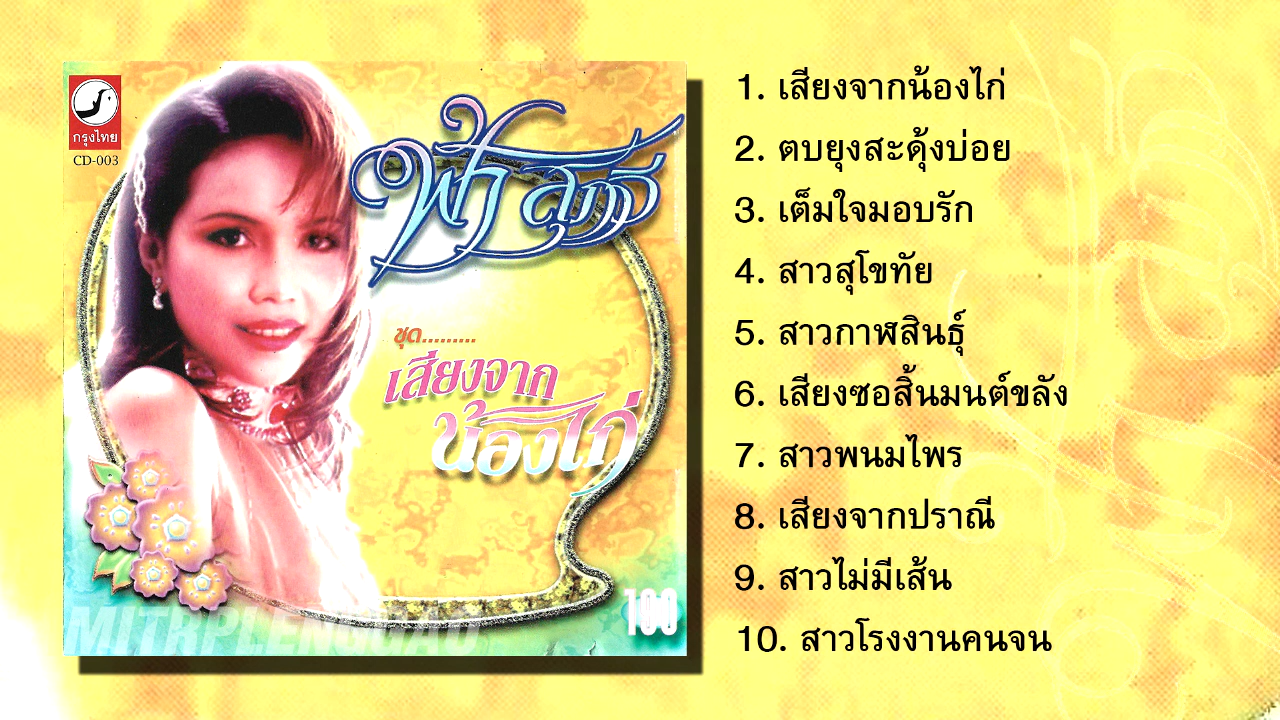 กรุงไทย
CD-003
ฟ้า สุภาวี
ชุด.........
เสียงจาก
น้องไก่
100
MITRPLENGGAO
1. เสียงจากน้องไก่
2. ตบยุงสะดุ้งบ่อย
3. เต็มใจมอบรัก
4. สาวสุโขทัย
5. สาวกาฬสินธุ์
6. เสียงซอสิ้นมนต์ขลัง
7. สาวพนมไพร
8. เสียงจากปราณี
9. สาวไม่มีเส้น
10. สาวโรงงานคนจน